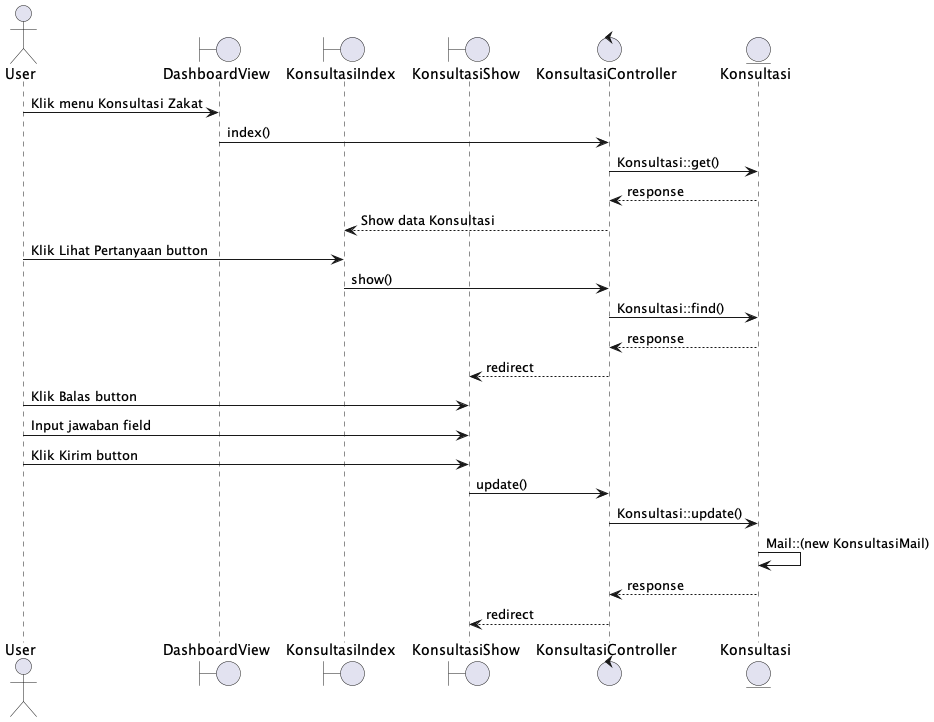 User
DashboardView
KonsultasiIndex
KonsultasiShow
KonsultasiController
Konsultasi
Klik menu Konsultasi Zakat
index()
Konsultasi::get()
response
Show data Konsultasi
Klik Lihat Pertanyaan button
show()
Konsultasi::find()
response
redirect
Klik Balas button
Input jawaban field
Klik Kirim button
update()
Konsultasi::update()
Mail::(new KonsultasiMail)
response
redirect
User
DashboardView
KonsultasiIndex
KonsultasiShow
KonsultasiController
Konsultasi